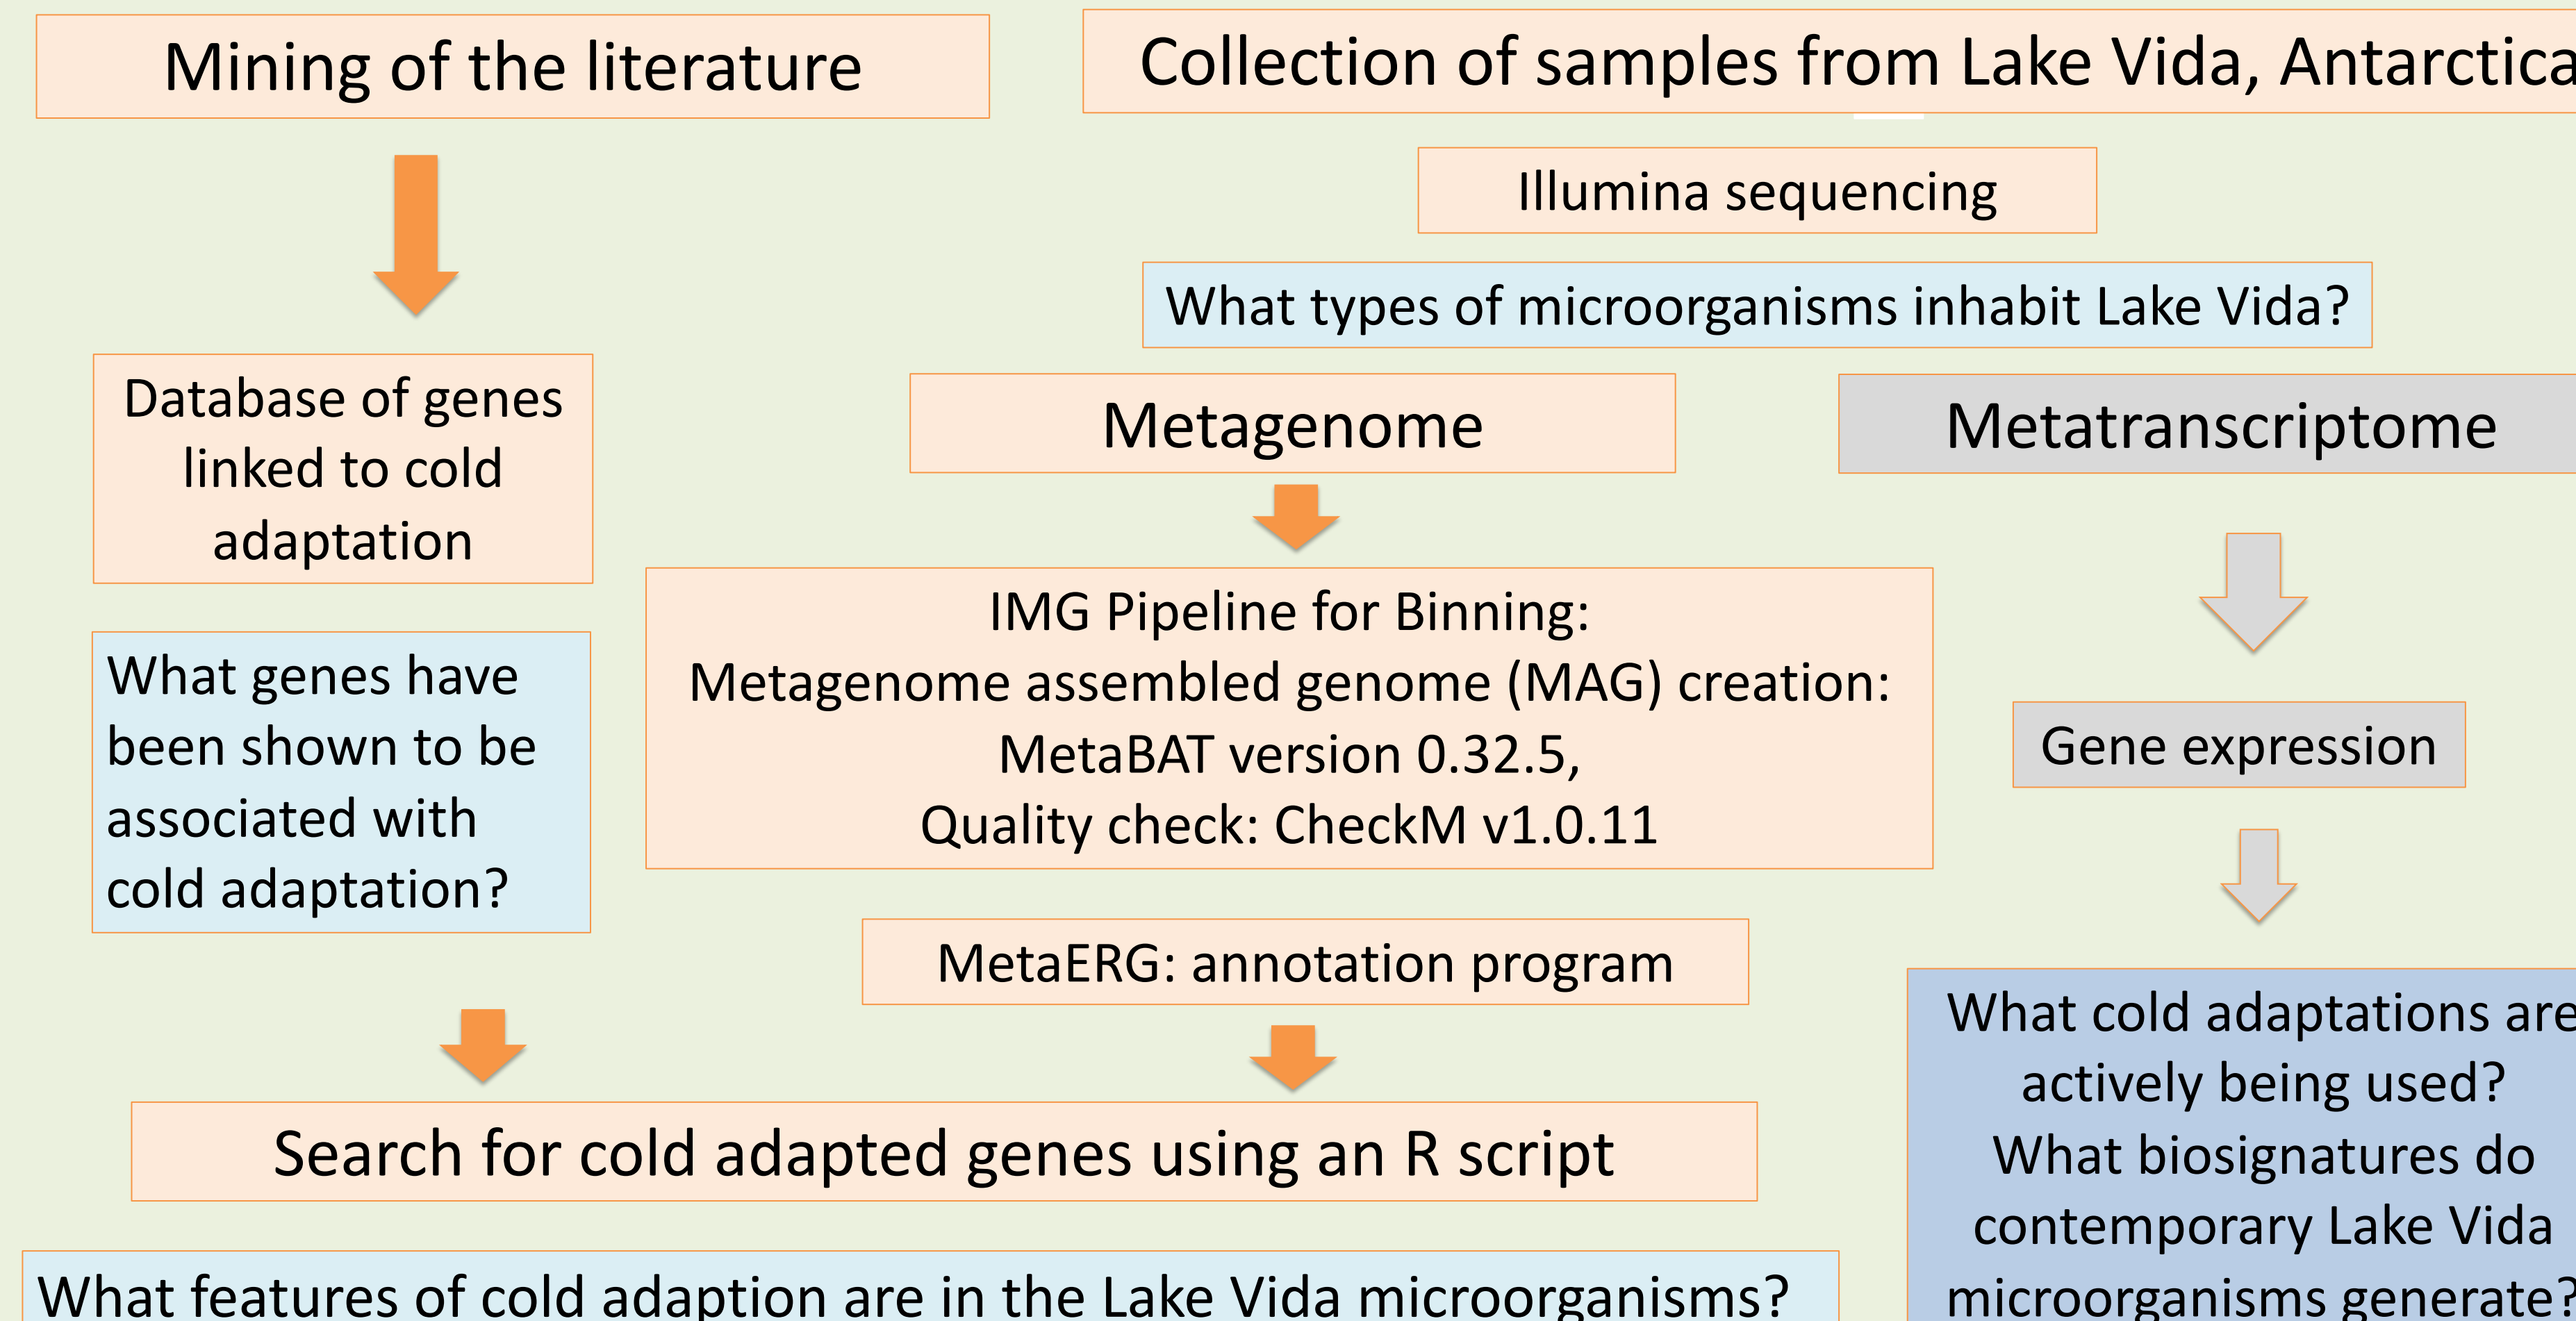 Mining of the literature
Collection of samples from Lake Vida, Antarctica
Illumina sequencing
What types of microorganisms inhabit Lake Vida?
Database of genes
linked to cold
adaptation
Metagenome
Metatranscriptome
What genes have
been shown to be
associated with
cold adaptation?
IMG Pipeline for Binning:
Metagenome assembled genome (MAG) creation:
MetaBAT version 0.32.5,
Quality check: CheckM v1.0.11
Gene expression
MetaERG: annotation program
What cold adaptations are
actively being used?
What biosignatures do
contemporary Lake Vida
microorganisms generate?
Search for cold adapted genes using an R script
What features of cold adaption are in the Lake Vida microorganisms?